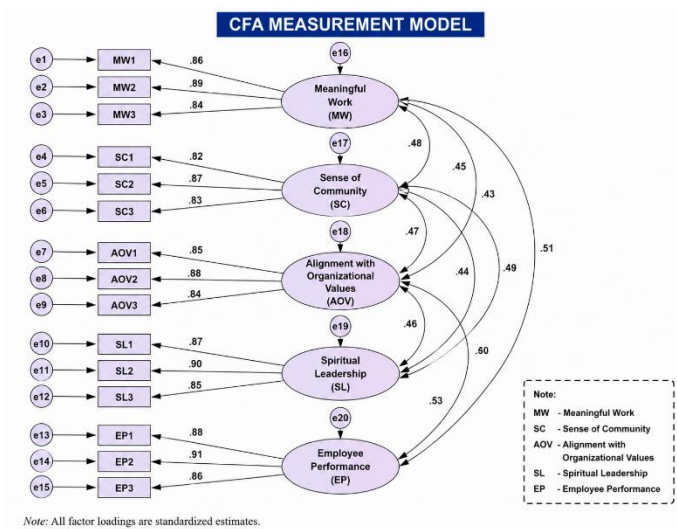 CFA MEASUREMENT MODEL
e16
e1 MW1 .86
e2 MW2 .89
e3 MW3 .84
Meaningful
Work
(MW)
e17
.48
.45
.43
e4 SC1 .82
e5 SC2 .87
e6 SC3 .83
Sense of
Community
(SC)
e18
.47
.51
e7 AOV1 .85
e8 AOV2 .88
e9 AOV3 .84
Alignment with
Organizational
Values
(AOV)
.44
.49
e19
.46
e10 SL1 .87
e11 SL2 .90
e12 SL3 .85
Spiritual
Leadership
(SL)
.60
.53
e20
e13 EP1 .88
e14 EP2 .91
e15 EP3 .86
Employee
Performance
(EP)
Note:
MW - Meaningful Work
SC - Sense of Community
AOV - Alignment with
Organizational Values
SL - Spiritual Leadership
EP - Employee Performance
Note: All factor loadings are standardized estimates.